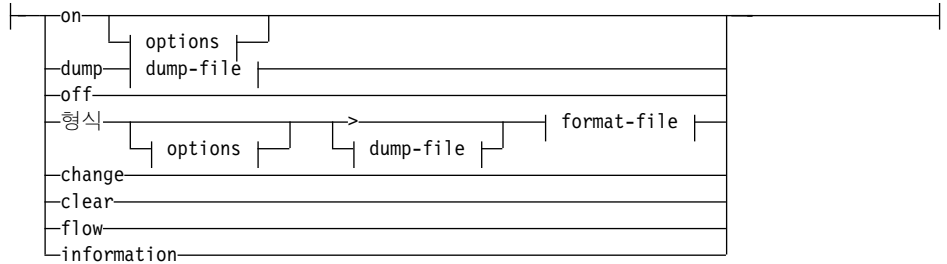 on
options
dump dump-file
off
형식 > format-file
options dump-file
change
clear
flow
information